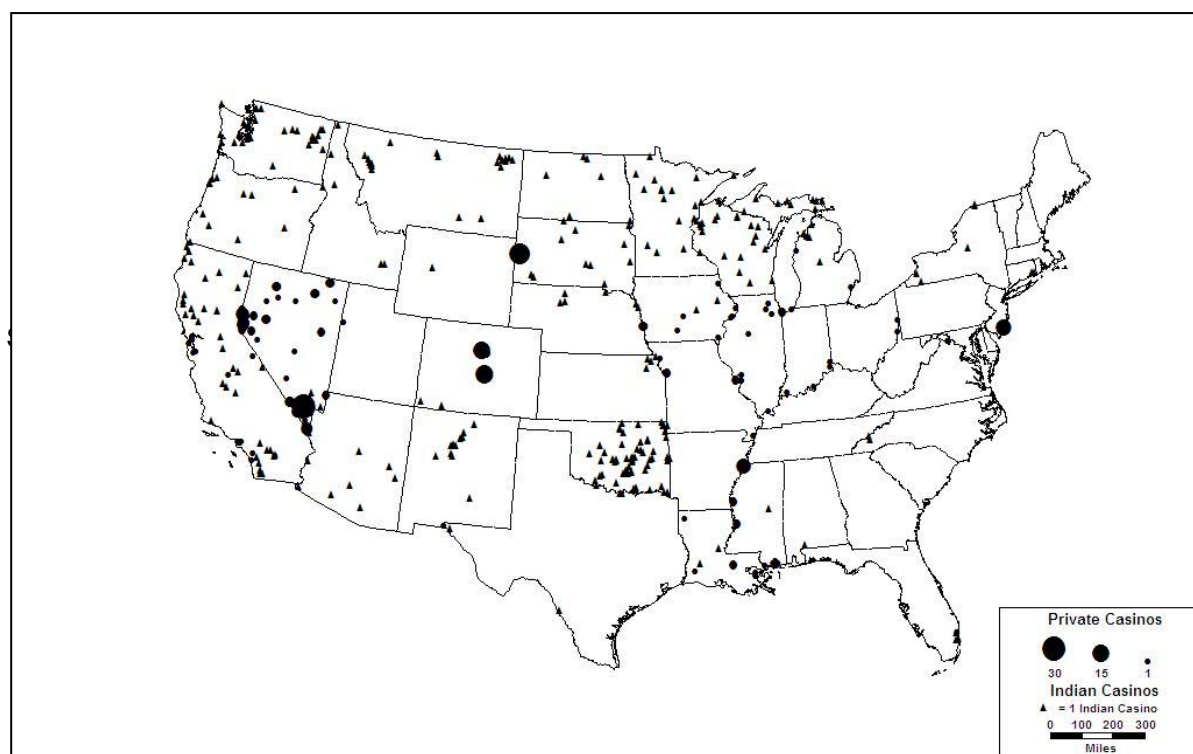 Private Casinos
30 15 1
Indian Casinos
= 1 Indian Casino
0 100 200 300
Miles